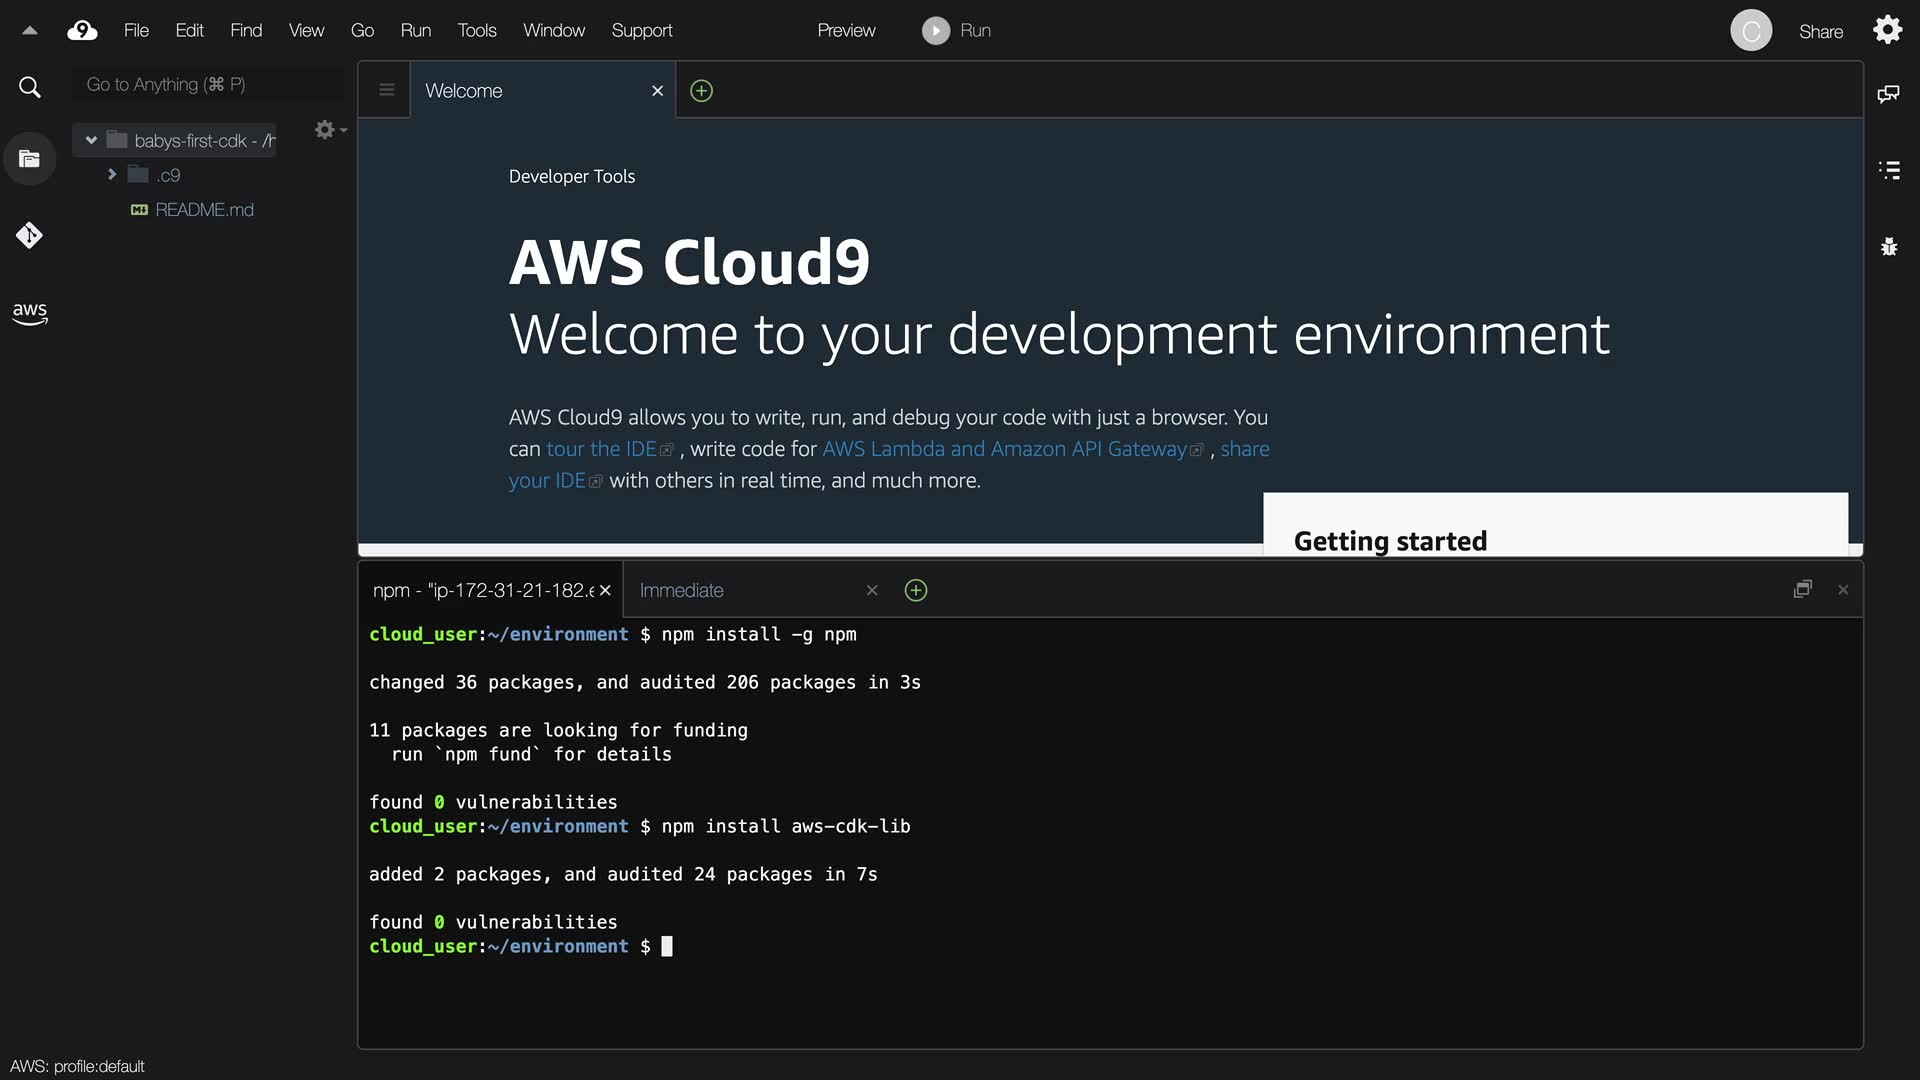 9 File Edit Find View Go Run Tools Window Support Preview Run C Share
Go to Anything (⌘ P)
babys-first-cdk - /h
.c9
README.md
aws
Welcome
Developer Tools
AWS Cloud9
Welcome to your development environment
AWS Cloud9 allows you to write, run, and debug your code with just a browser. You
can tour the IDE , write code for AWS Lambda and Amazon API Gateway , share
your IDE with others in real time, and much more.
Getting started
npm - "ip-172-31-21-182.e
Immediate
cloud_user:~/environment $ npm install -g npm
changed 36 packages, and audited 206 packages in 3s
11 packages are looking for funding
run `npm fund` for details
found 0 vulnerabilities
cloud_user:~/environment $ npm install aws-cdk-lib
added 2 packages, and audited 24 packages in 7s
found 0 vulnerabilities
cloud_user:~/environment $
AWS: profile:default